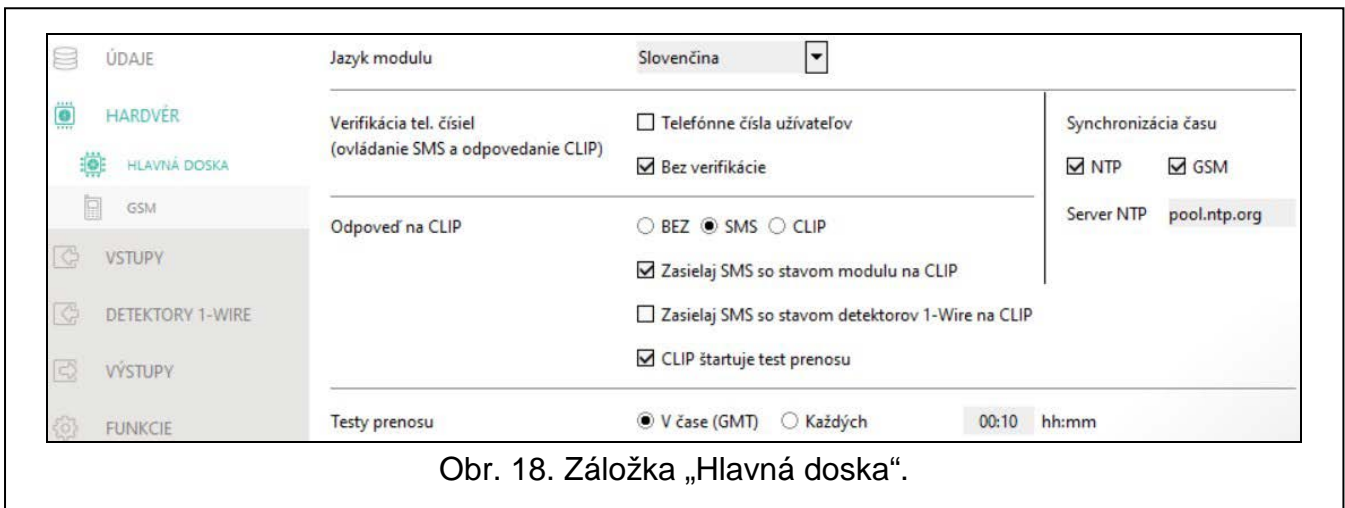 ÚDAJE
HARDVÉR
HLAVNÁ DOSKA
GSM
VSTUPY
DETEKTORY 1-WIRE
VÝSTUPY
FUNKCIE
Jazyk modulu Slovenčina
Verifikácia tel. čísiel
(ovládanie SMS a odpovedanie CLIP)
Telefónne čísla užívateľov
Bez verifikácie
Synchronizácia času
NTP GSM
Server NTP pool.ntp.org
Odpoveď na CLIP BEZ SMS CLIP
Zasielaj SMS so stavom modulu na CLIP
Zasielaj SMS so stavom detektorov 1-Wire na CLIP
CLIP štartuje test prenosu
Testy prenosu V čase (GMT) Každých 00:10 hh:mm
Obr. 18. Záložka „Hlavná doska“.